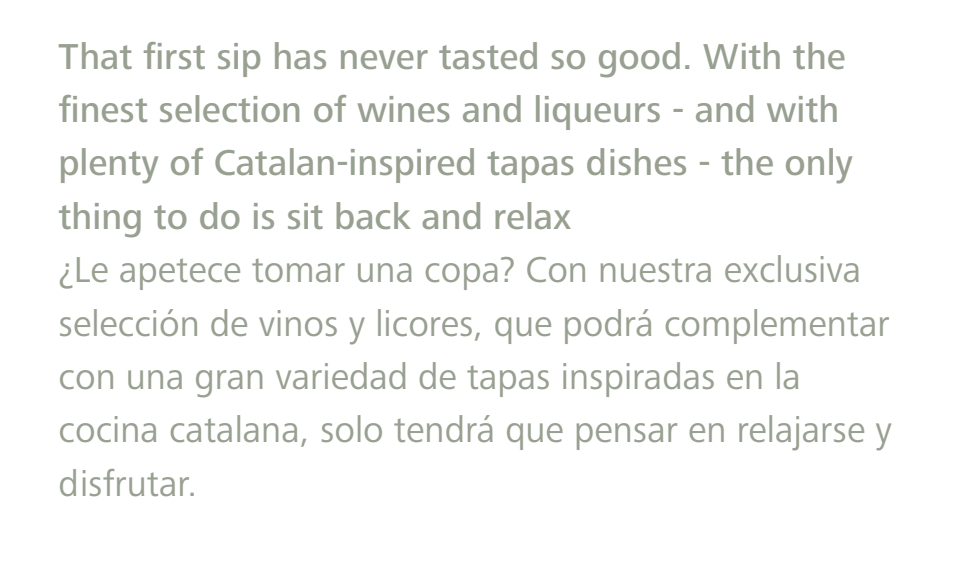 That first sip has never tasted so good. With the
finest selection of wines and liqueurs - and with
plenty of Catalan-inspired tapas dishes - the only
thing to do is sit back and relax
¿Le apetece tomar una copa? Con nuestra exclusiva
selección de vinos y licores, que podrá complementar
con una gran variedad de tapas inspiradas en la
cocina catalana, solo tendrá que pensar en relajarse y
disfrutar.